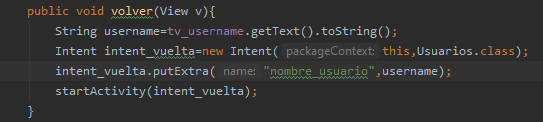 public void volver(View v){
String username=tv_username.getText().toString();
Intent intent_vuelta=new Intent( packageContext: this,Usuarios.class);
intent_vuelta.putExtra( name: "nombre_usuario",username);
startActivity(intent_vuelta);
}